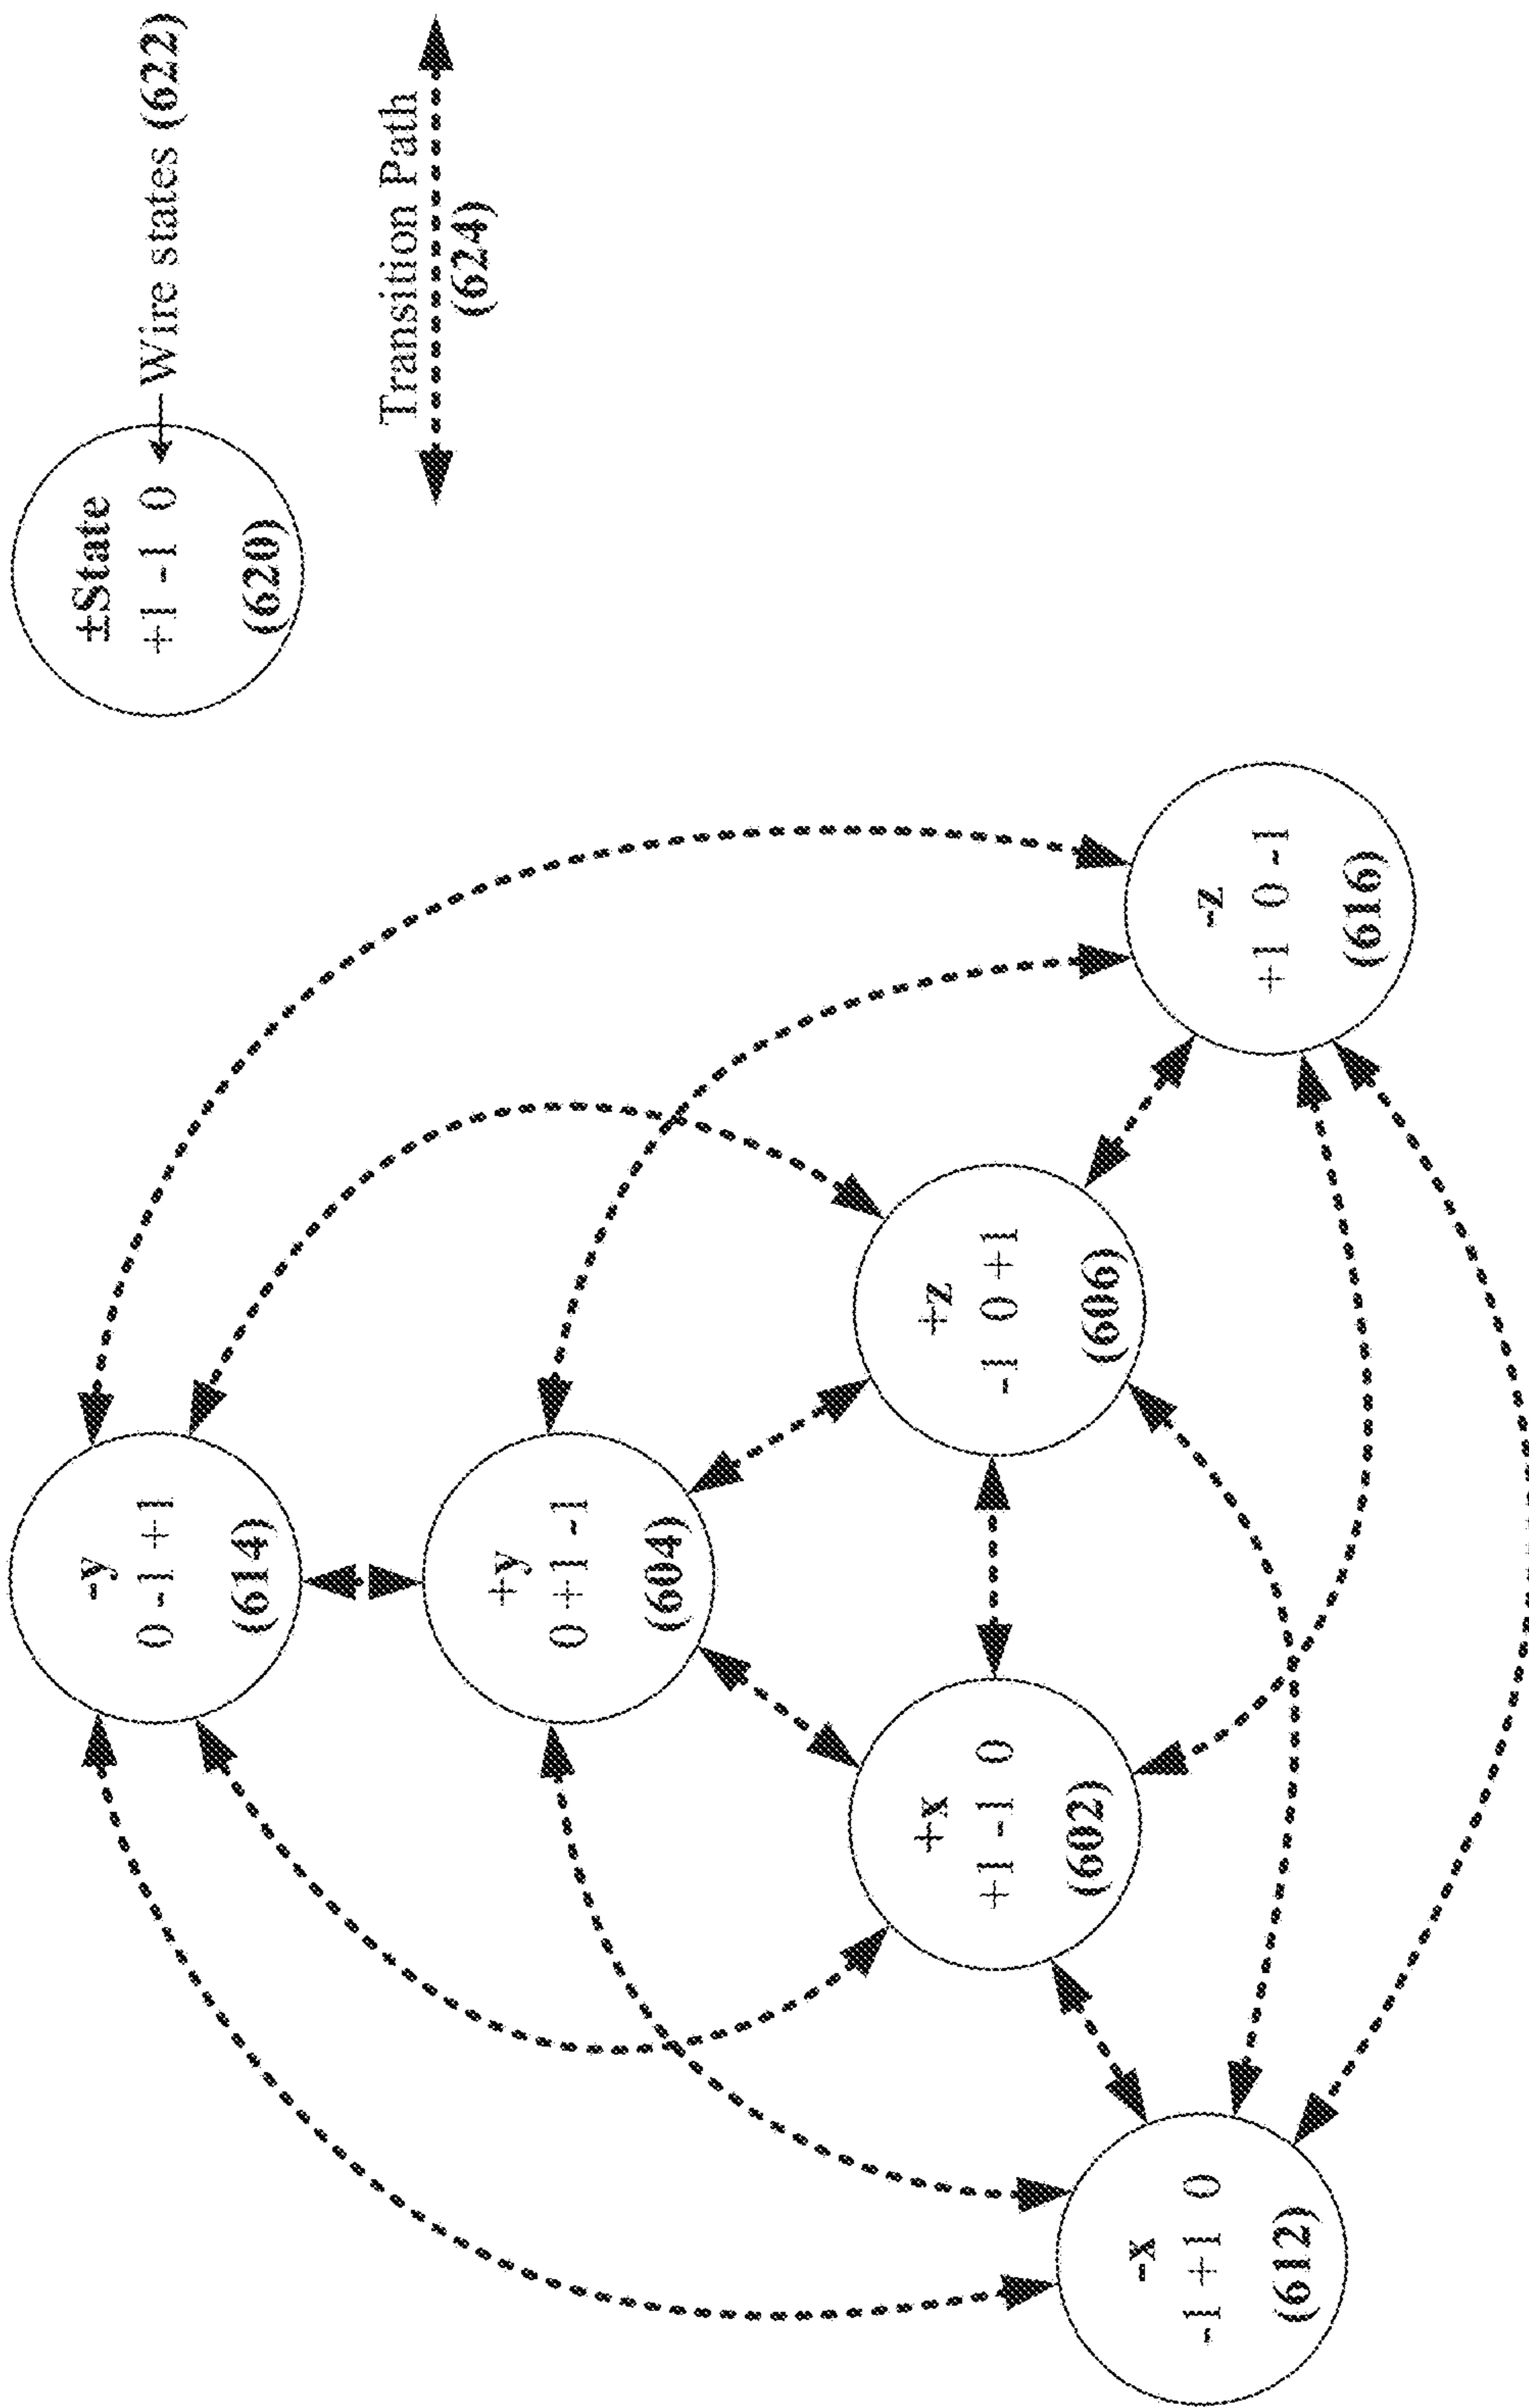 -y
0 -1 +1
(614)
+y
0 +1 -1
(604)
+x
+1 -1 0
(602)
+z
-1 0 +1
(606)
-x
-1 +1 0
(612)
-z
+1 0 -1
(616)
±State
+1 -1 0
(620)
Wire states (622)
Transition Path
(624)